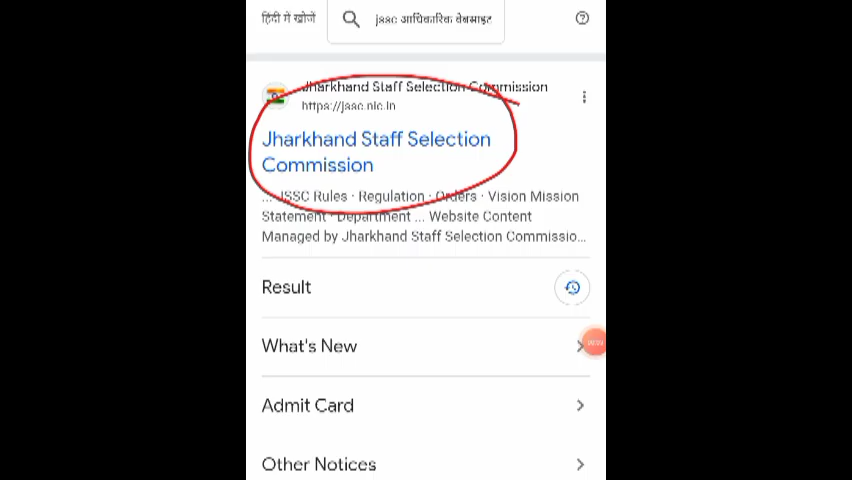 हिंदी में खोजें
jssc आधिकारिक वेबसाइट
Jharkhand Staff Selection Commission
https://jssc.nic.in
Jharkhand Staff Selection
Commission
... JSSC Rules · Regulation · Orders · Vision Mission
Statement · Department ... Website Content
Managed by Jharkhand Staff Selection Commissio...
Result
What's New
Admit Card
Other Notices